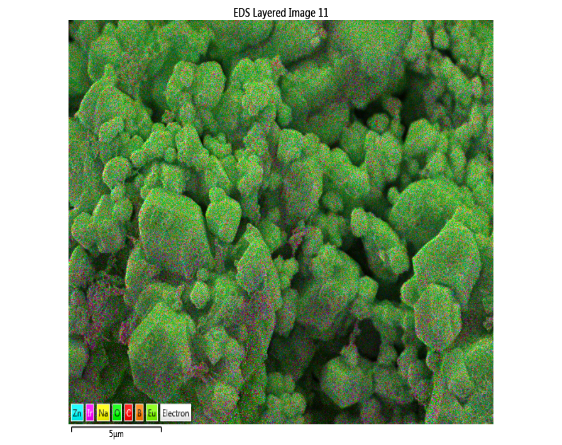 EDS Layered Image 11
Zn Tr Na O C B Eu Electron
5µm